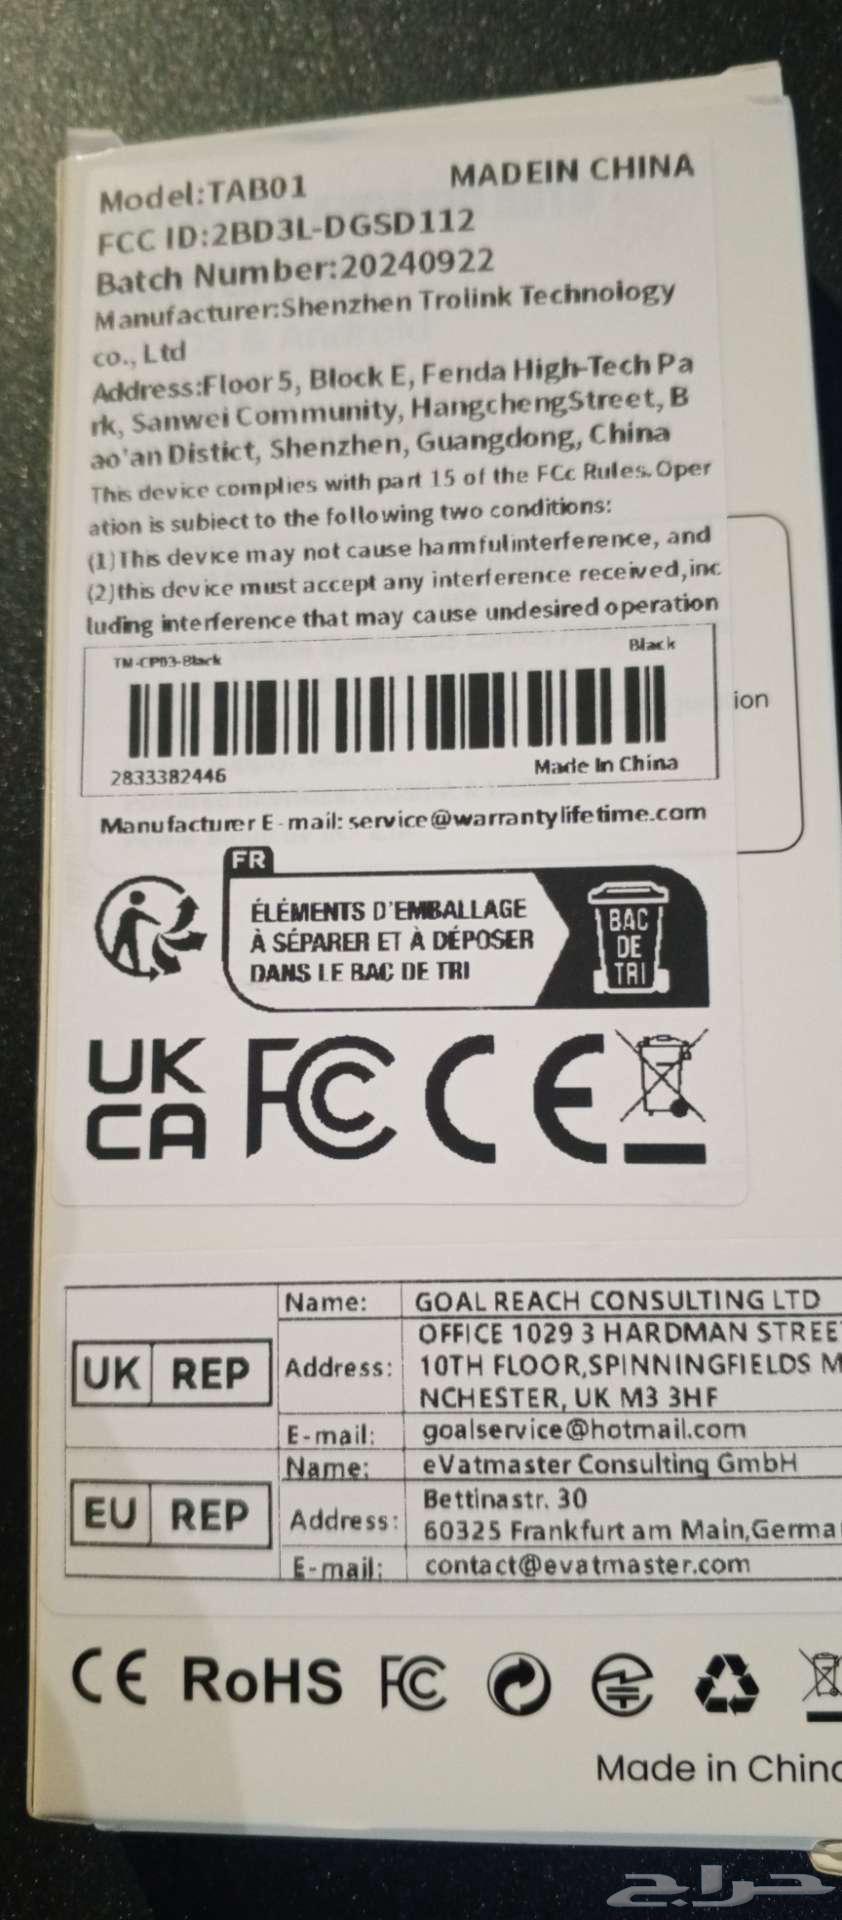 Model:TAB01
MADEIN CHINA
FCC ID:2BD3L-DGSD112
Batch Number:20240922
Manufacturer:Shenzhen Trolink Technology
co., Ltd
Address:Floor 5, Block E, Fenda High-Tech Pa
rk, Sanwei Community, HangchengStreet, B
ao'an Distict, Shenzhen, Guangdong, China
This device complies with part 15 of the FCc Rules. Oper
ation is subiect to the following two conditions:
(1)This device may not cause hamfulinterference, and
(2)this device must accept any interference received,inc
luding interference that may cause undesired operation
TM-CP03-Black
Black
ion
2833382446
Made In China
Manufacturer E-mail: service@warrantylifetime.com
FR
ÉLÉMENTS D'EMBALLAGE
À SÉPARER ET À DÉPOSER
DANS LE BAC DE TRI
BAC
DE
TRI
UK
CA
FC CE
UK REP
Name: GOAL REACH CONSULTING LTD
Address: OFFICE 1029 3 HARDMAN STREE
10TH FLOOR,SPINNINGFIELDS M
NCHESTER, UK M3 3HF
E-mail: goalservice@hotmail.com
EU REP
Name: eVatmaster Consulting GmbH
Address: Bettinastr. 30
60325 Frankfurt am Main,Germa
E-mail: contact@evatmaster.com
CE RoHS FC
Made in China
حراج